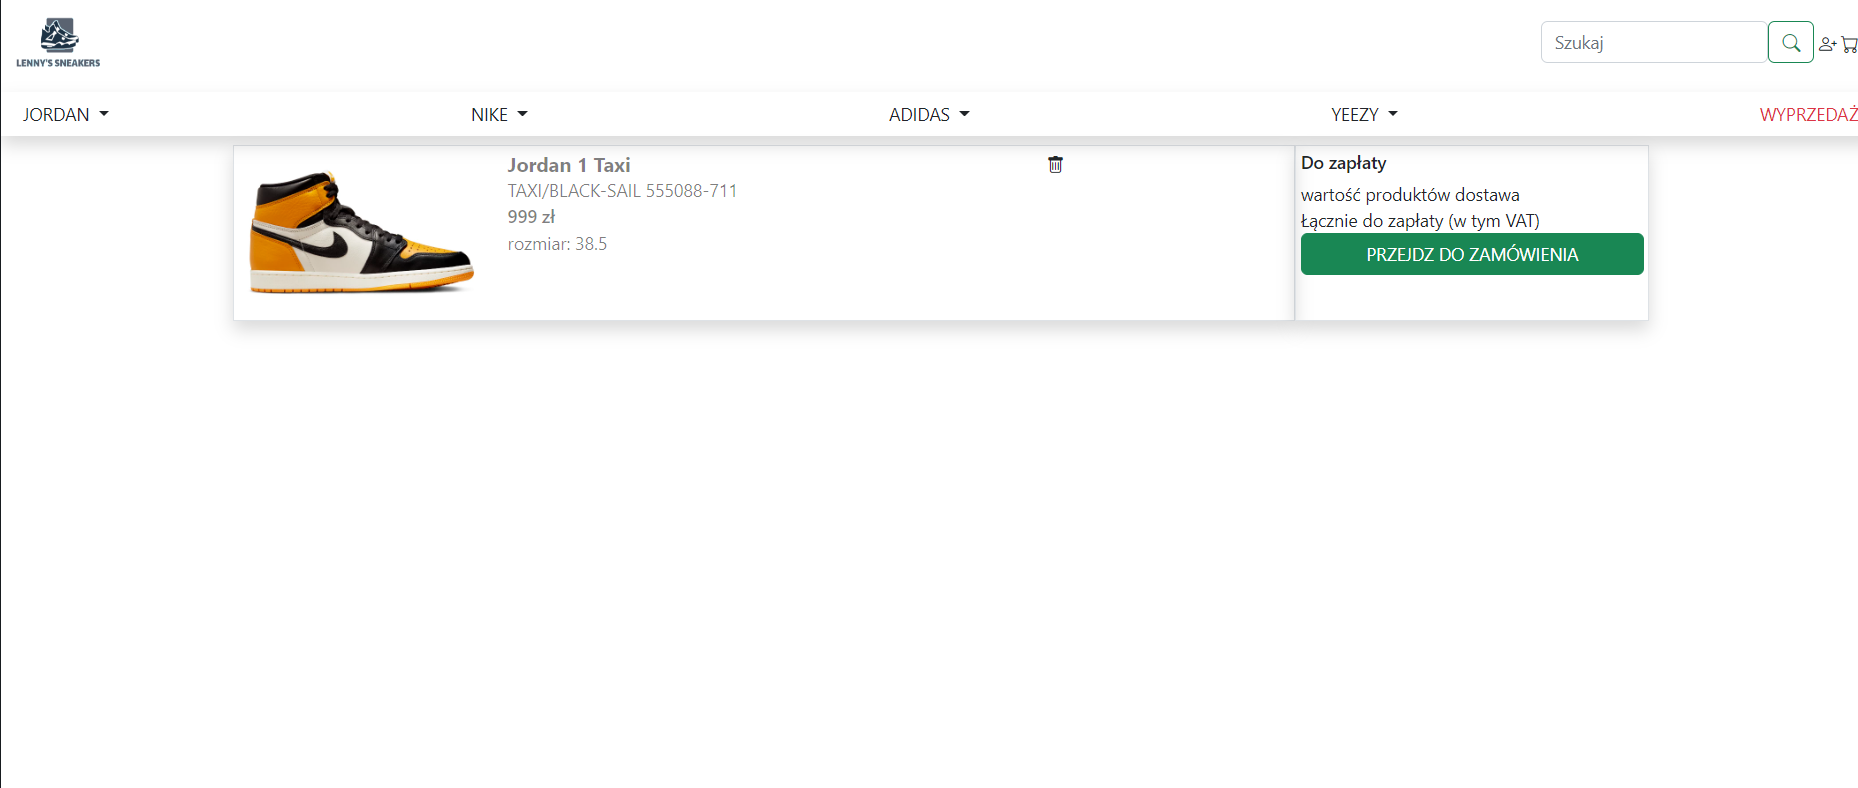 LENNY'S SNEAKERS
Szukaj
JORDAN NIKE ADIDAS YEEZY WYPRZEDAŻ
Jordan 1 Taxi
TAXI/BLACK-SAIL 555088-711
999 zł
rozmiar: 38.5
Do zapłaty
wartość produktów dostawa
Łącznie do zapłaty (w tym VAT)
PRZEJDZ DO ZAMÓWIENIA